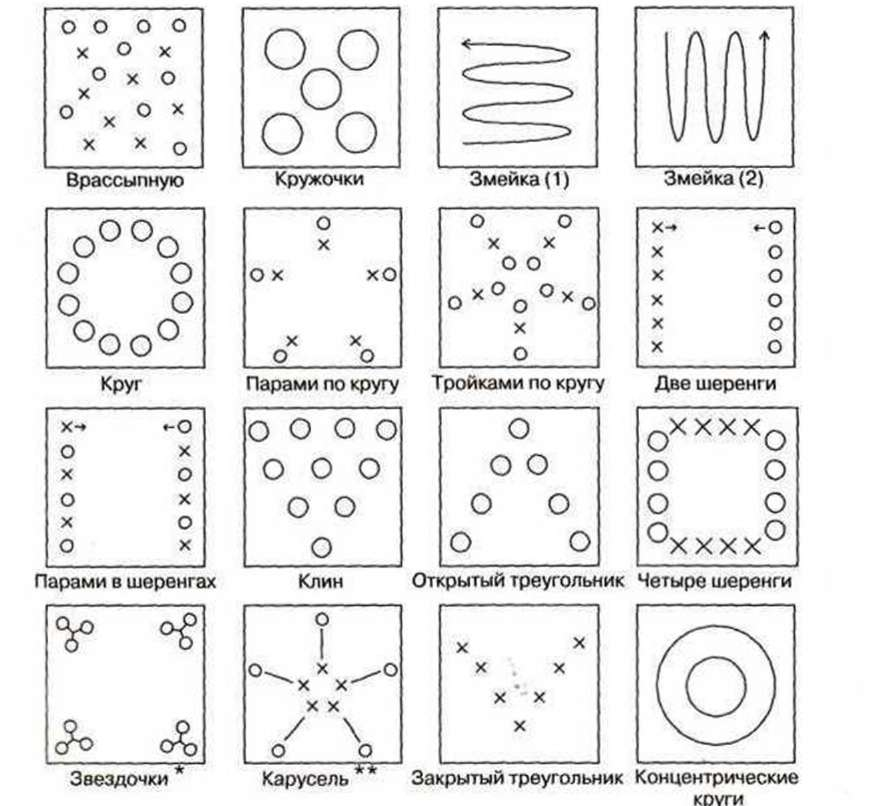 Врассыпную
Кружочки
Змейка (1)
Змейка (2)
Круг
Парами по кругу
Тройками по кругу
Две шеренги
Парами в шеренгах
Клин
Открытый треугольник
Четыре шеренги
Звездочки *
Карусель **
Закрытый треугольник
Концентрические
круги